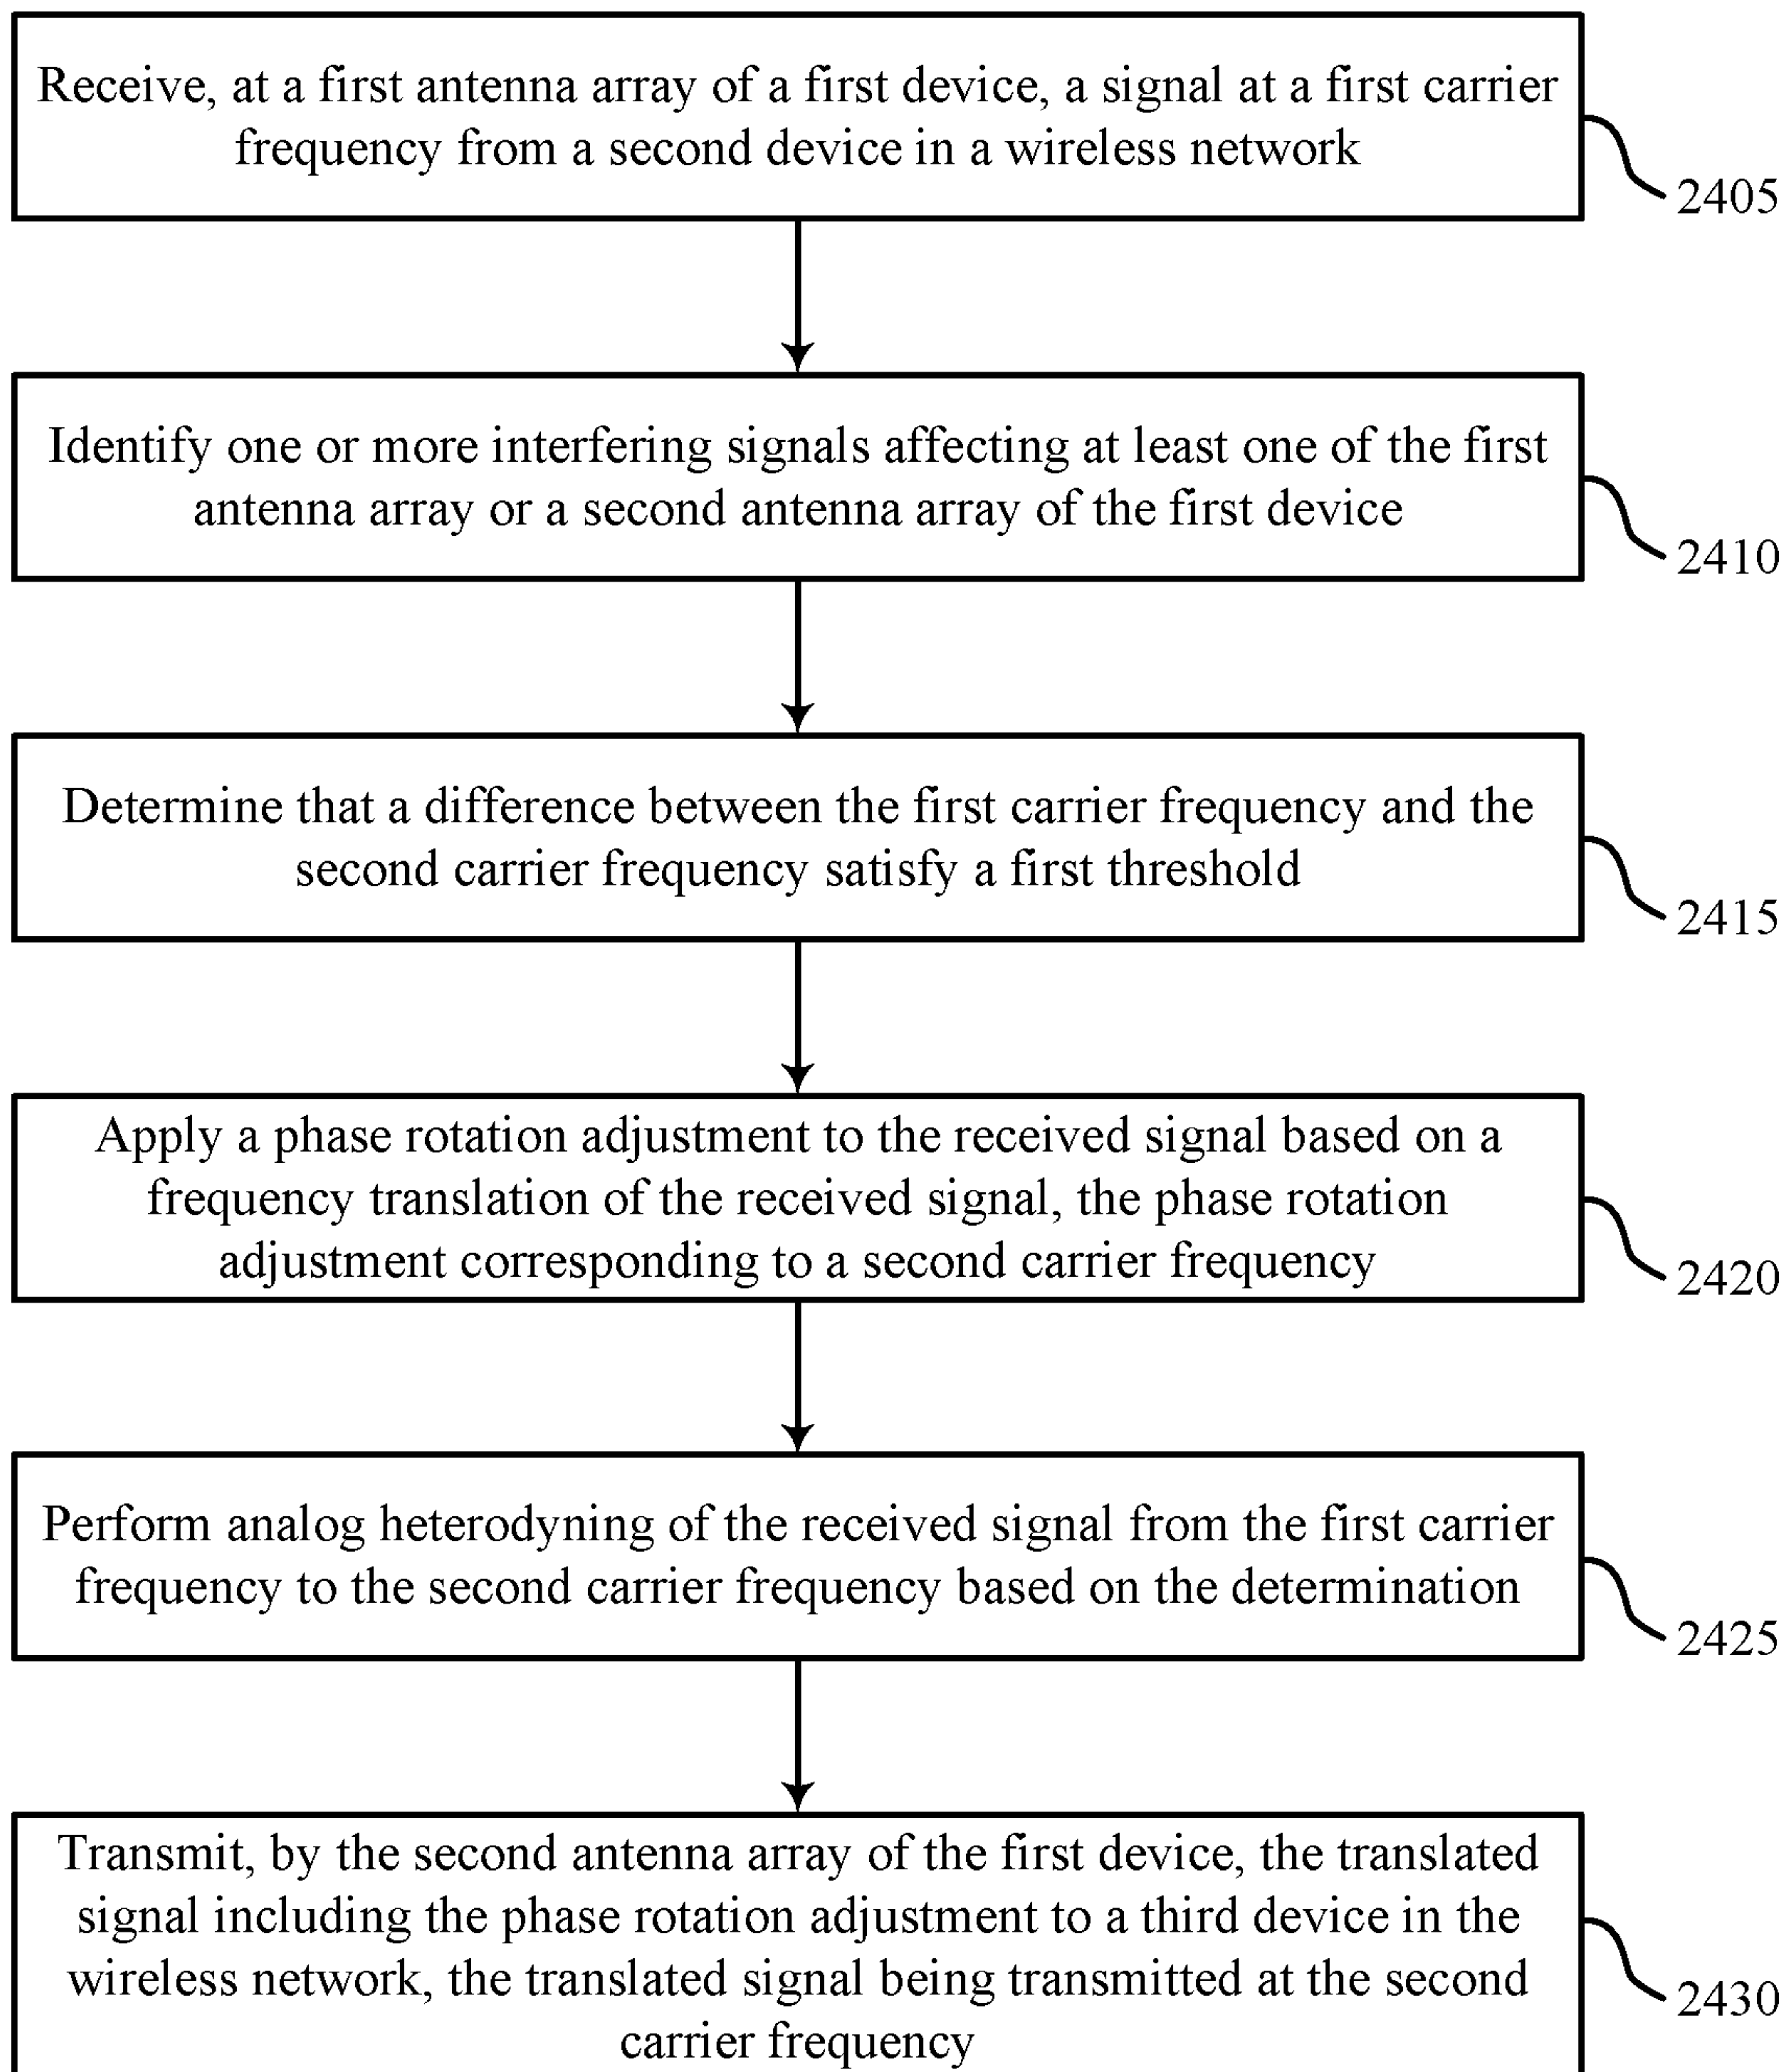 Receive, at a first antenna array of a first device, a signal at a first carrier
frequency from a second device in a wireless network
2405
Identify one or more interfering signals affecting at least one of the first
antenna array or a second antenna array of the first device
2410
Determine that a difference between the first carrier frequency and the
second carrier frequency satisfy a first threshold
2415
Apply a phase rotation adjustment to the received signal based on a
frequency translation of the received signal, the phase rotation
adjustment corresponding to a second carrier frequency
2420
Perform analog heterodyning of the received signal from the first carrier
frequency to the second carrier frequency based on the determination
2425
Transmit, by the second antenna array of the first device, the translated
signal including the phase rotation adjustment to a third device in the
wireless network, the translated signal being transmitted at the second
carrier frequency
2430